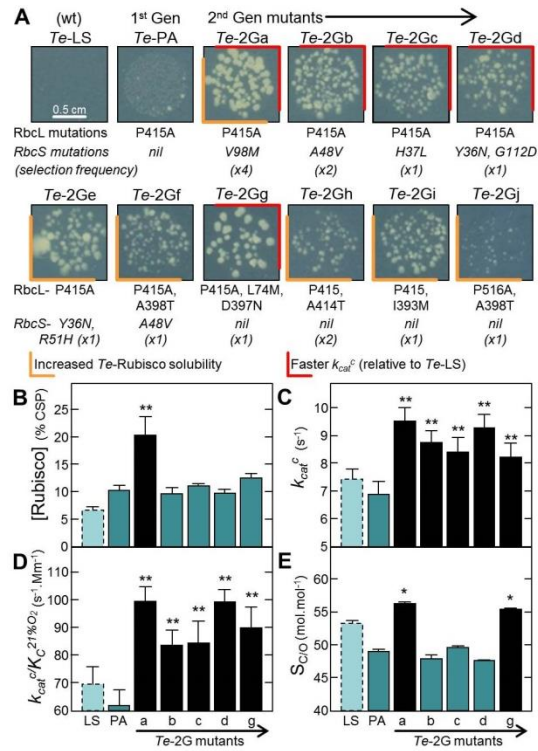 A (wt) 1st Gen 2nd Gen mutants
Te-LS Te-PA Te-2Ga Te-2Gb Te-2Gc Te-2Gd
0.5 cm
RbcL mutations P415A P415A P415A P415A P415A
RbcS mutations nil V98M A48V H37L Y36N, G112D
(selection frequency) (x4) (x2) (x1) (x1)
Te-2Ge Te-2Gf Te-2Gg Te-2Gh Te-2Gi Te-2Gj
RbcL- P415A P415A, P415A, L74M, P415, P415, P516A,
A398T D397N A414T I393M A398T
RbcS- Y36N, A48V nil nil nil nil
R51H (x1) (x1) (x1) (x2) (x1) (x1)
Increased Te-Rubisco solubility Faster kcat^c (relative to Te-LS)
B
[Rubisco] (% CSP)
25
20
15
10
5
0
**
C
kcat^c (s-1)
10
9
8
7
6
5
** ** ** ** **
D
kcat^c/KC^21%O2 (s-1.Mm-1)
110
100
90
80
70
60
** ** ** ** **
LS PA a b c d g
Te-2G mutants
E
SC/O (mol.mol-1)
60
55
50
45
40
* *
LS PA a b c d g
Te-2G mutants